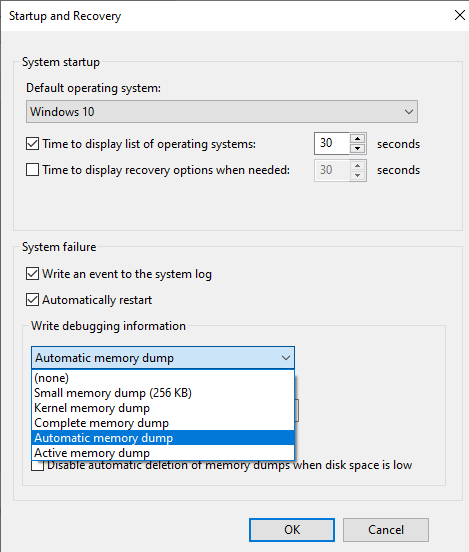 Startup and Recovery
System startup
Default operating system:
Windows 10
Time to display list of operating systems: 30 seconds
Time to display recovery options when needed: 30 seconds
System failure
Write an event to the system log
Automatically restart
Write debugging information
Automatic memory dump
(none)
Small memory dump (256 KB)
Kernel memory dump
Complete memory dump
Automatic memory dump
Active memory dump
Disable automatic deletion of memory dumps when disk space is low
OK Cancel